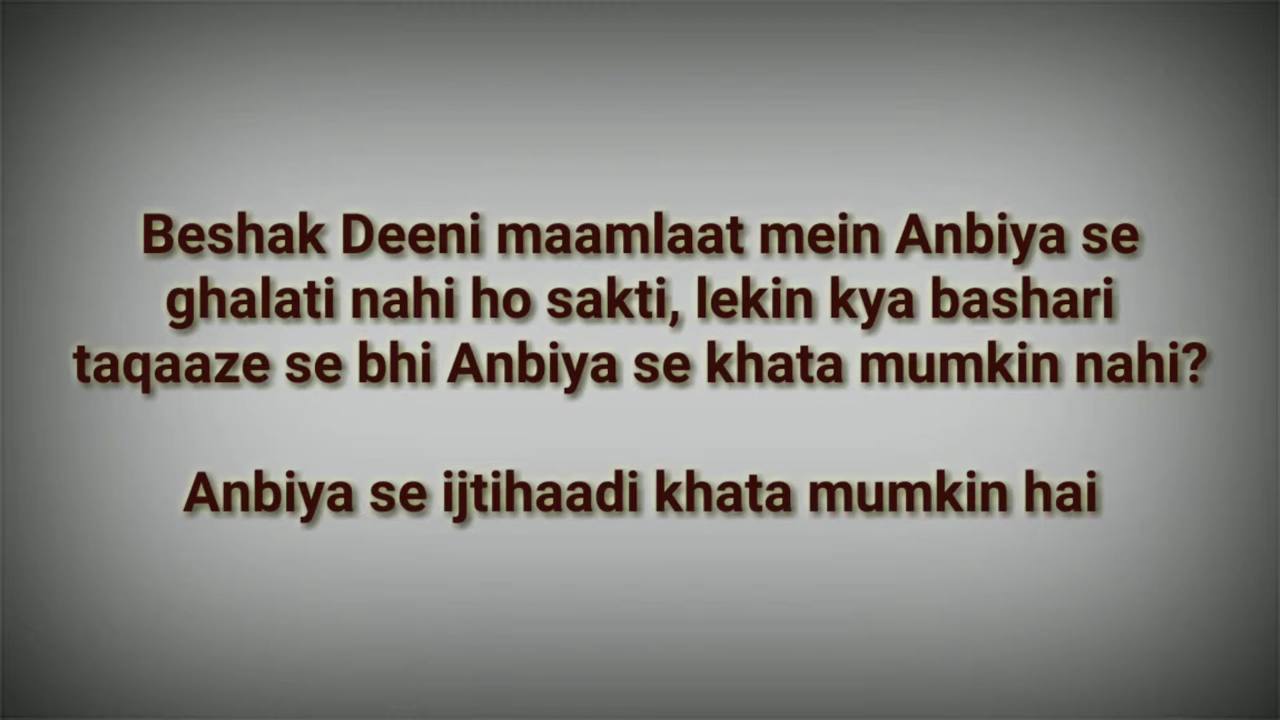 Beshak Deeni maamlaat mein Anbiya se
ghalati nahi ho sakti, lekin kya bashari
taqaaze se bhi Anbiya se khata mumkin nahi?
Anbiya se ijtihaadi khata mumkin hai